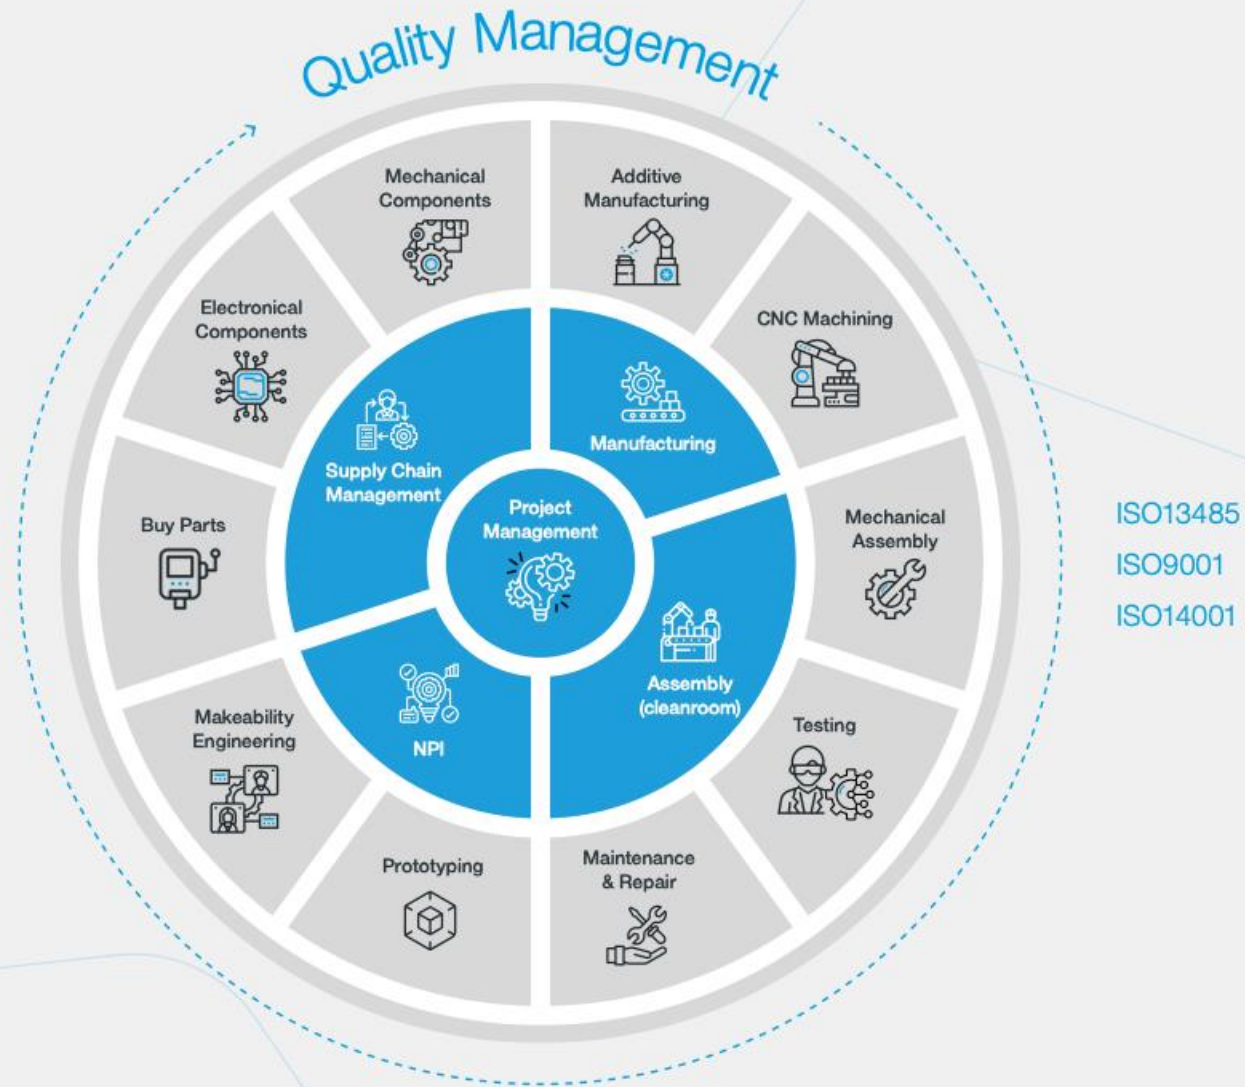 Quality Management
Mechanical
Components
Additive
Manufacturing
Electronical
Components
CNC Machining
Supply Chain
Management
Manufacturing
Project
Management
Buy Parts
Mechanical
Assembly
ISO13485
ISO9001
ISO14001
Assembly
(cleanroom)
NPI
Makeability
Engineering
Testing
Prototyping
Maintenance
& Repair